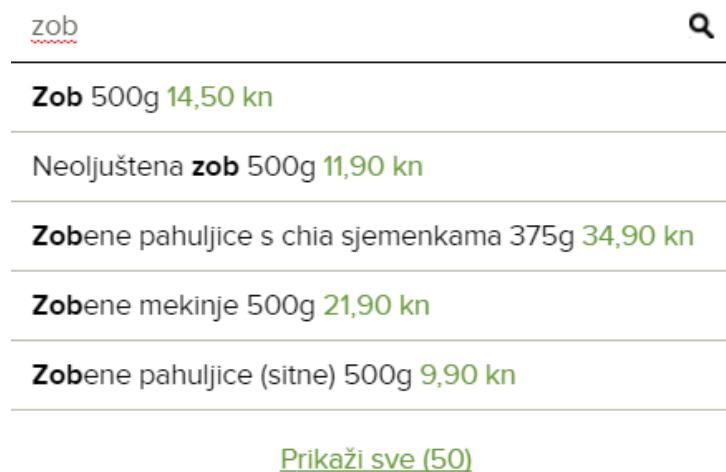 zob
Zob 500g 14,50 kn
Neoljuštena zob 500g 11,90 kn
Zobene pahuljice s chia sjemenkama 375g 34,90 kn
Zobene mekinje 500g 21,90 kn
Zobene pahuljice (sitne) 500g 9,90 kn
Prikaži sve (50)